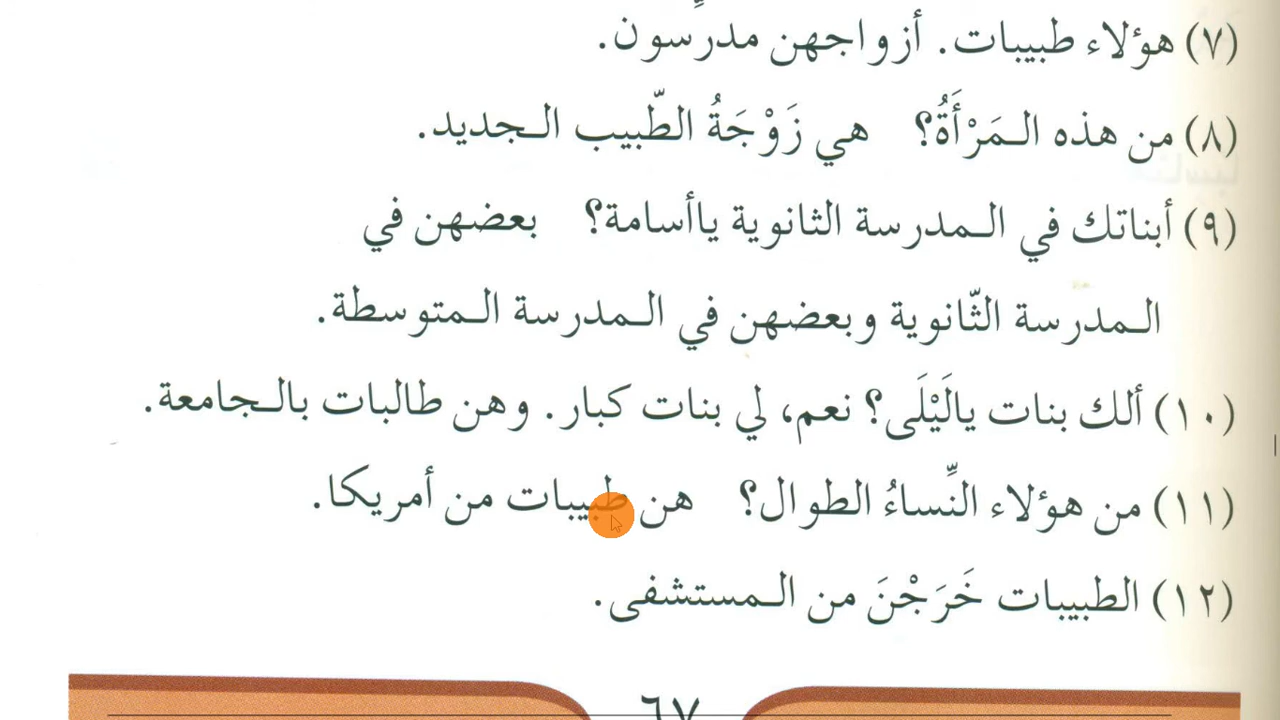 (٧) هؤلاء طبيبات. أزواجهن مدرِّسون.
(٨) من هذه الـمَرْأَةُ؟ هي زَوْجَةُ الطّبيب الـجديد.
(٩) أبناتك في الـمدرسة الثانوية ياأسامة؟ بعضهن في
الـمدرسة الثّانوية وبعضهن في الـمدرسة الـمتوسطة.
(١٠) ألك بنات يالَيْلَى؟ نعم، لي بنات كبار. وهن طالبات بالـجامعة.
(١١) من هؤلاء النِّساءُ الطوال؟ هن طبيبات من أمريكا.
(١٢) الطبيبات خَرَجْنَ من الـمستشفى.
٦٧